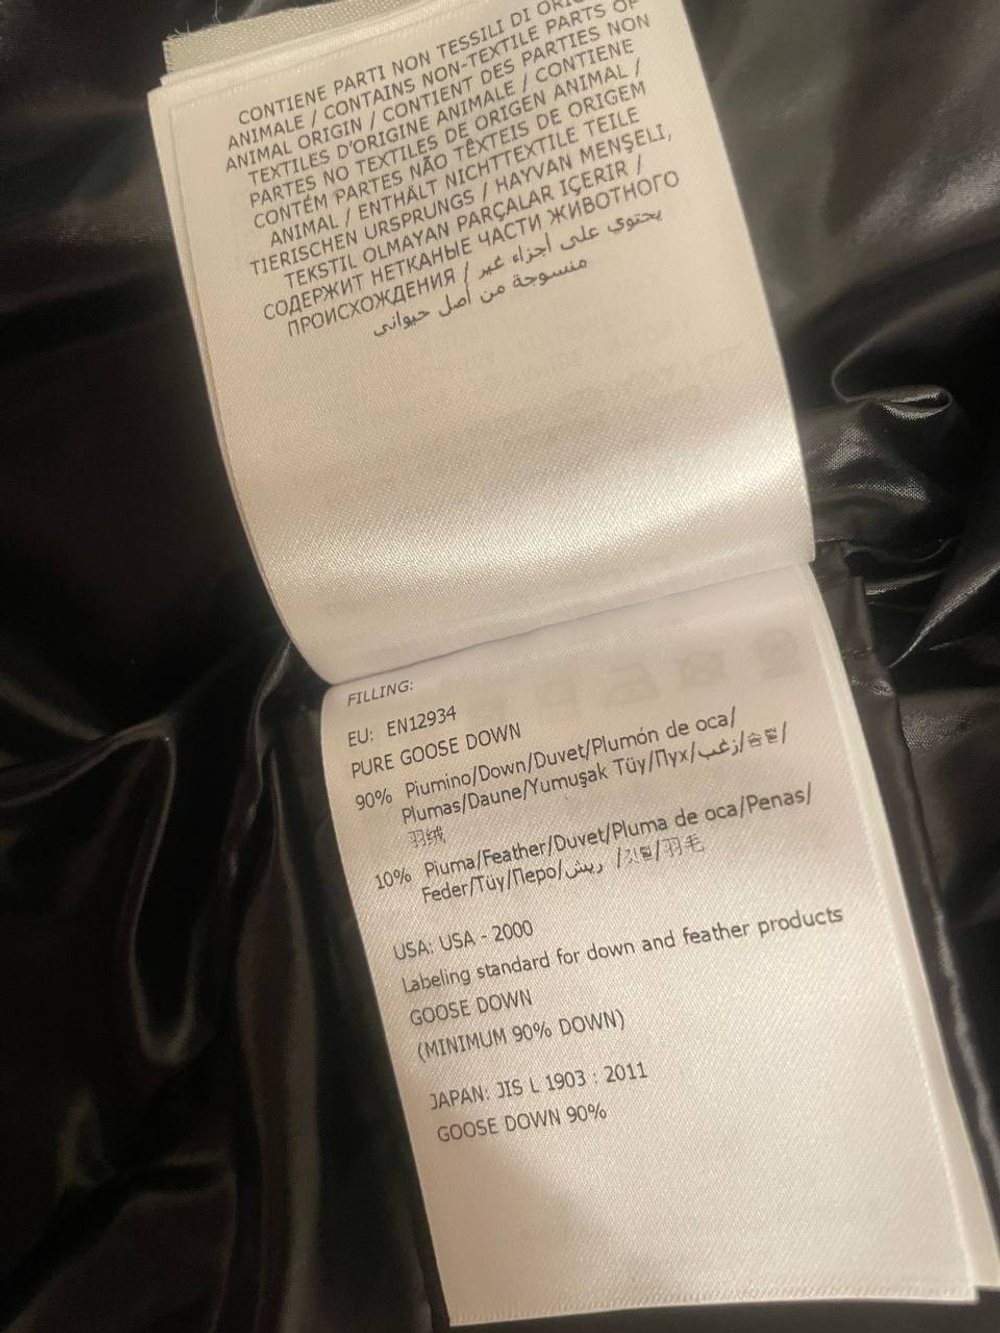 CONTIENE PARTI NON TESSILI DI
ANIMALE / CONTAINS NON-TEXTILE PARTS OF
ANIMAL ORIGIN / CONTIENT DES PARTIES NON
TEXTILES D'ORIGINE ANIMALE / CONTIENE
PARTES NO TEXTILES DE ORIGEN ANIMAL /
CONTÉM PARTES NÃO TÊXTEIS DE ORIGEM
ANIMAL / ENTHÄLT NICHTTEXTILE TEILE
TIERISCHEN URSPRUNGS / HAYVAN MENŞELI,
TEKSTIL OLMAYAN PARÇALAR IÇERIR /
СОДЕРЖИТ НЕТКАНЫЕ ЧАСТИ ЖИВОТНОГО
ПРОИСХОЖДЕНИЯ / يحتوي على أجزاء غير
منسوجة من أصل حيواني
FILLING:
EU: EN12934
PURE GOOSE DOWN
90% Piumino/Down/Duvet/Plumón de oca/
Plumas/Daune/Yumuşak Tüy/Пух/زغب/솜털/
羽绒
10% Piuma/Feather/Duvet/Pluma de oca/Penas/
Feder/Tüy/Перо/ريش /깃털/羽毛
USA: USA - 2000
Labeling standard for down and feather products
GOOSE DOWN
(MINIMUM 90% DOWN)
JAPAN: JIS L 1903 : 2011
GOOSE DOWN 90%